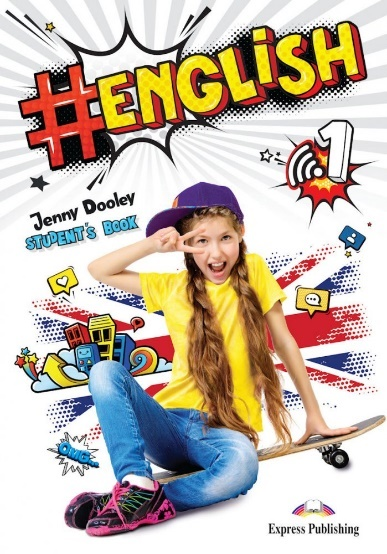 #ENGLiSH
1
Jenny Dooley
STUDENT'S BOOK
OMG...
Express Publishing